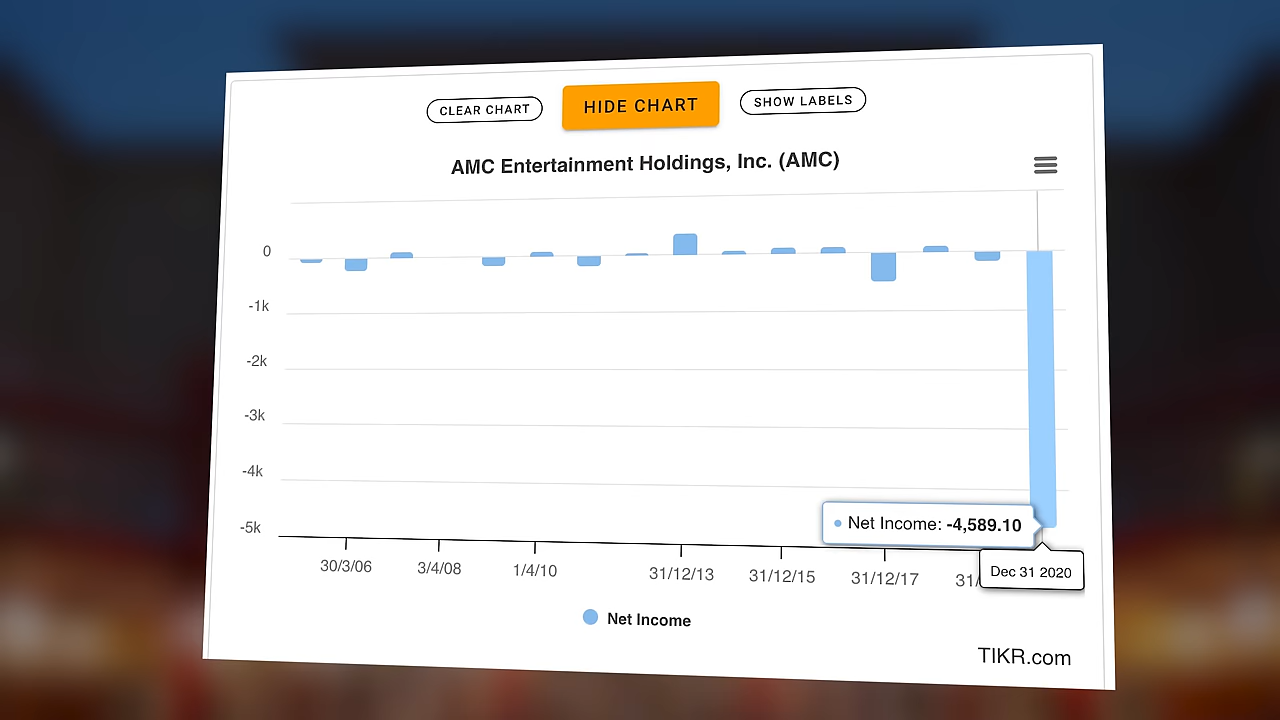 CLEAR CHART
HIDE CHART
SHOW LABELS
AMC Entertainment Holdings, Inc. (AMC)
0
-1k
-2k
-3k
-4k
-5k
Net Income: -4,589.10
30/3/06
3/4/08
1/4/10
31/12/13
31/12/15
31/12/17
31/
Dec 31 2020
Net Income
TIKR.com